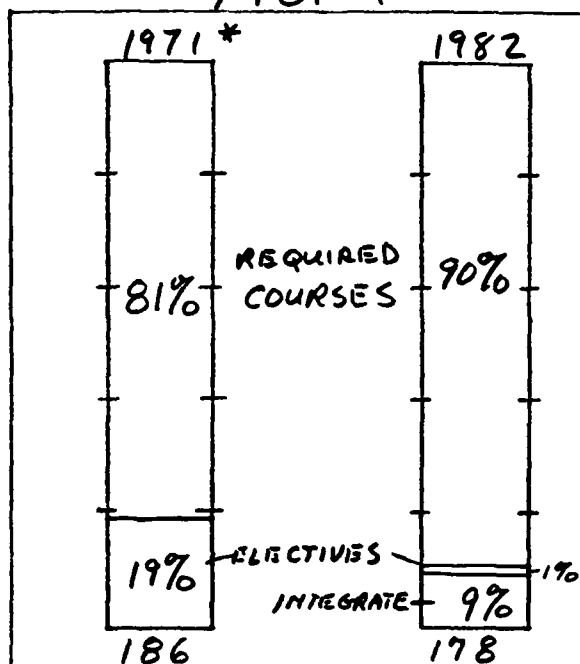 1971 * 1982
REQUIRED
COURSES
81% 90%
ELECTIVES
19% 1%
INTEGRATE 9%
186 178